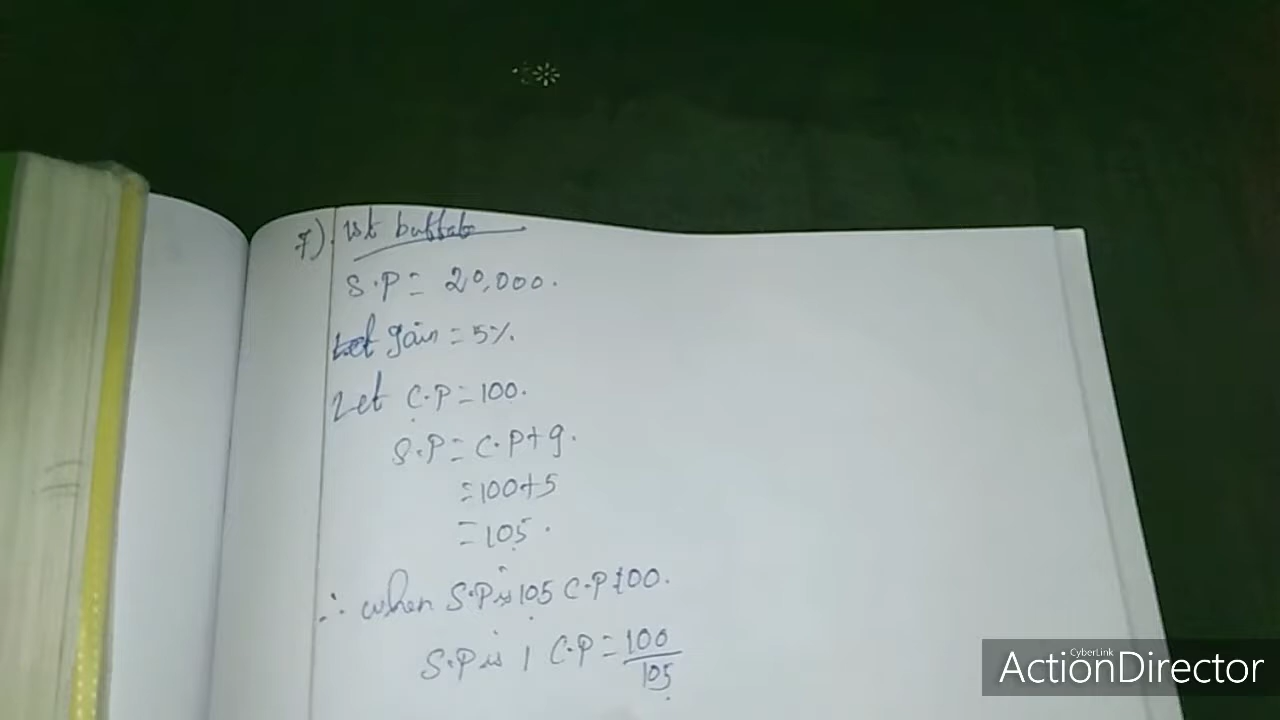 7) 1st buffalo
S.P = 20,000.
gain = 5%.
Let C.P = 100.
S.P = C.P + g.
= 100 + 5
= 105.
∴ when S.P is 105 C.P 100.
S.P is 1 C.P = 100/105
CyberLink
ActionDirector